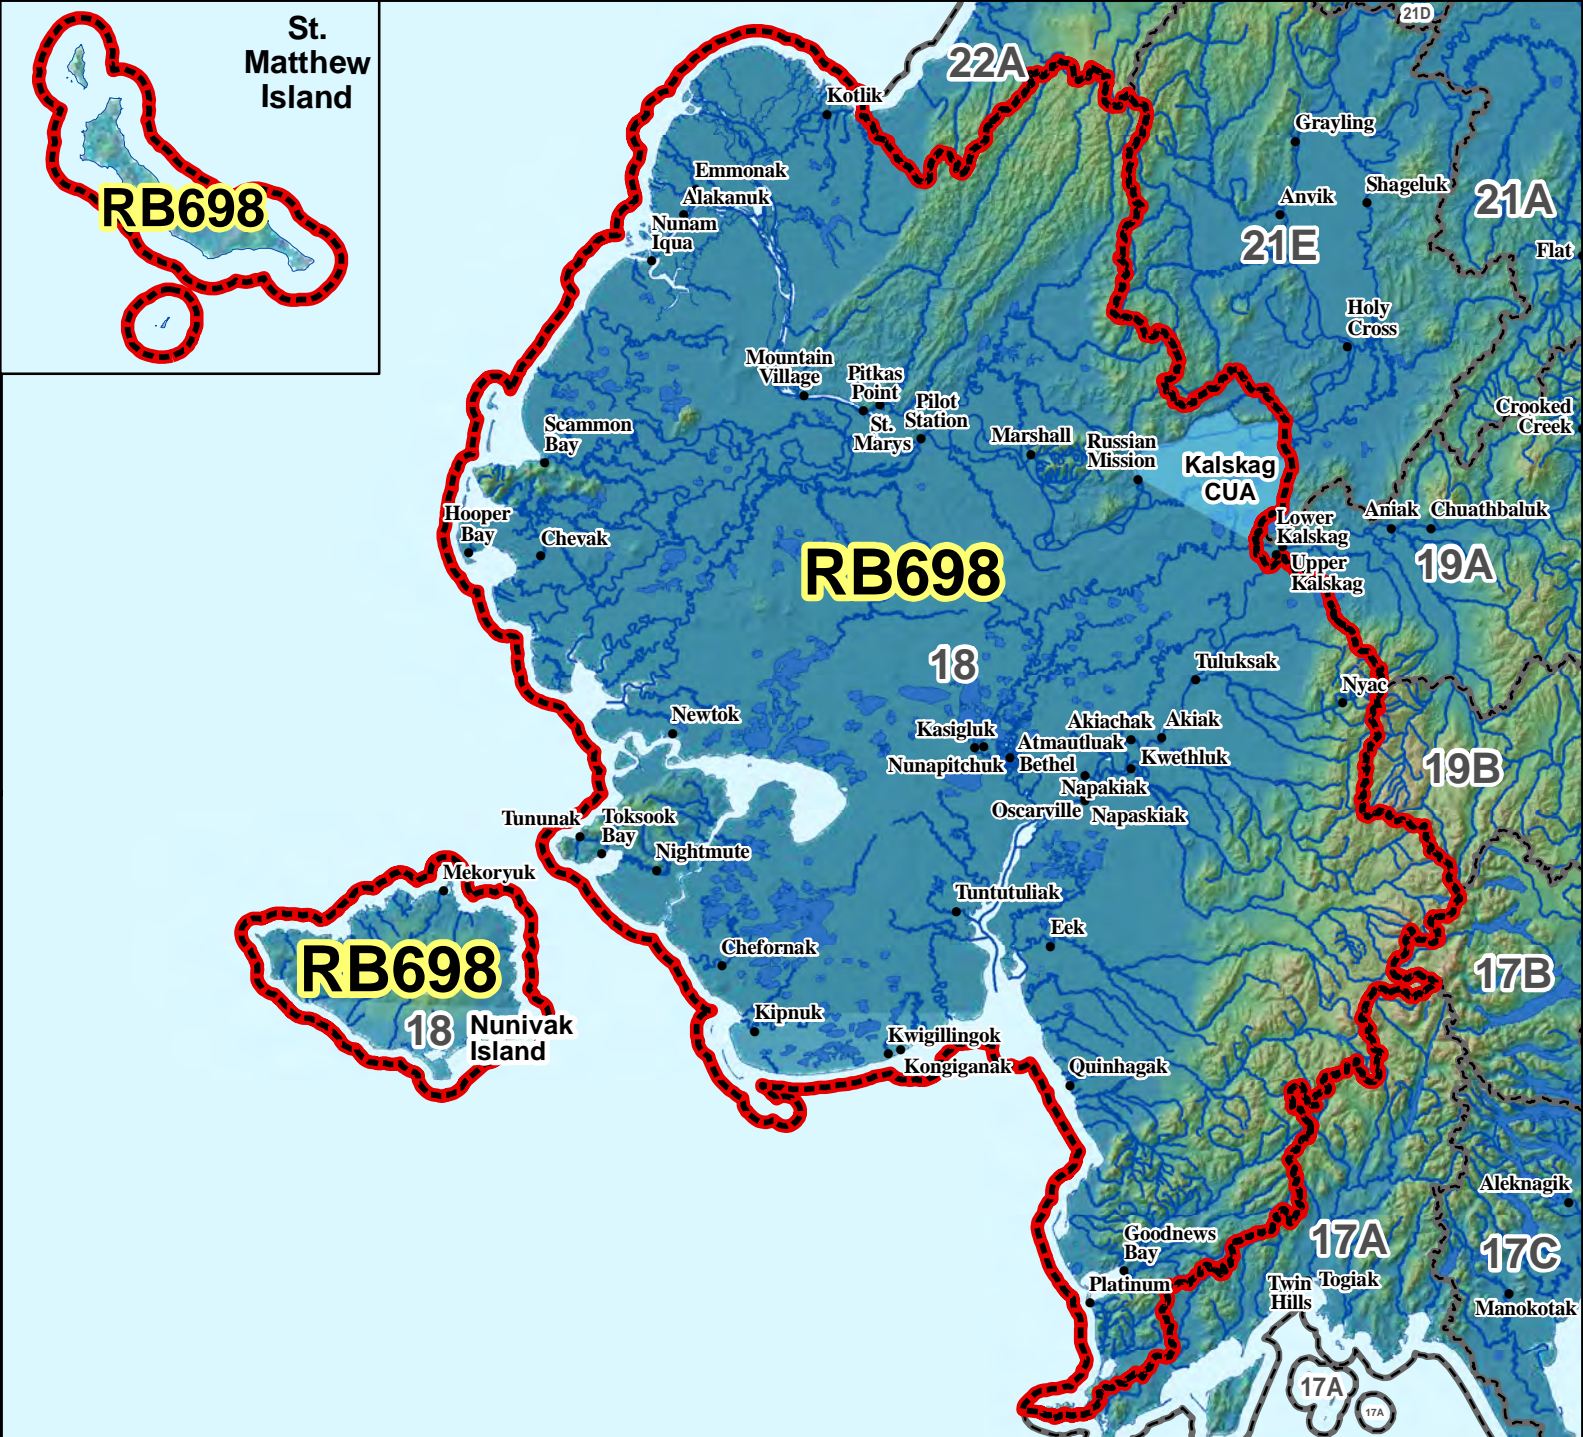 St.
Matthew
Island
RB698
21D
22A
Kotlik
Grayling
Emmonak
Alakanuk
Nunam
Iqua
Anvik
Shageluk
21A
21E
Flat
Holy
Cross
Mountain
Village
Pitkas
Point
St.
Marys
Pilot
Station
Crooked
Creek
Scammon
Bay
Marshall
Russian
Mission
Kalskag
CUA
Hooper
Bay
Chevak
Lower
Kalskag
Upper
Kalskag
Aniak
Chuathbaluk
19A
RB698
18
Tuluksak
Nyac
Newtok
Kasigluk
Akiachak
Akiak
Atmautluak
Nunapitchuk
Bethel
Kwethluk
19B
Napakiak
Oscarville
Napaskiak
Tununak
Toksook
Bay
Nightmute
Mekoryuk
Tuntutuliak
Eek
RB698
Chefornak
17B
18
Nunivak
Island
Kipnuk
Kwigillingok
Kongiganak
Quinhagak
Aleknagik
Goodnews
Bay
17A
17C
Platinum
Twin
Hills
Togiak
Manokotak
17A
17A